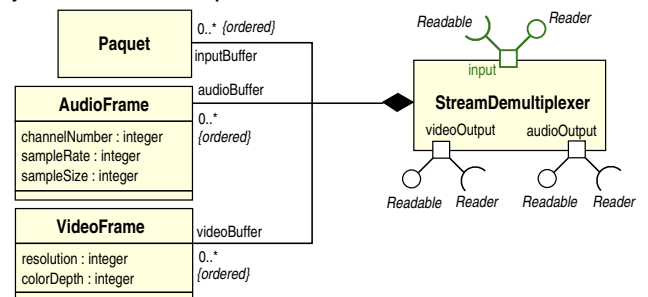 Paquet
0..* {ordered}
inputBuffer
Readable
Reader
input
AudioFrame
channelNumber : integer
sampleRate : integer
sampleSize : integer
audioBuffer
0..*
{ordered}
StreamDemultiplexer
videoOutput
audioOutput
Readable
Reader
Readable
Reader
VideoFrame
resolution : integer
colorDepth : integer
videoBuffer
0..*
{ordered}